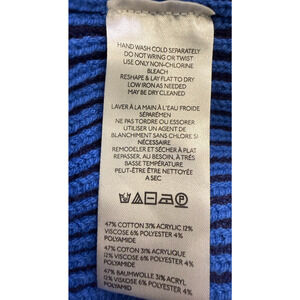 HAND WASH COLD SEPARATELY
DO NOT WRING OR TWIST
USE ONLY NON-CHLORINE
BLEACH
RESHAPE & LAY FLAT TO DRY
LOW IRON AS NEEDED
MAY BE DRY CLEANED
LAVER À LA MAIN À L'EAU FROIDE
SÉPARÉMENT
NE PAS TORDRE OU ESSORER
UTILISER UN AGENT DE
BLANCHIMENT SANS CHLORE SI
NÉCESSAIRE
REMODELER ET SÉCHER À PLAT
REPASSER, AU BESOIN, À TRÈS
BASSE TEMPÉRATURE
PEUT-ÊTRE ÊTRE NETTOYÉE
A SEC
47% COTTON 31% ACRYLIC 12%
VISCOSE 6% POLYESTER 4%
POLYAMIDE
47% COTON 31% ACRYLIQUE
12% VISCOSE 6% POLYESTER 4%
POLYAMIDE
47% BAUMWOLLE 31% ACRYL
12% VISCOSE 6% POLYESTER 4%